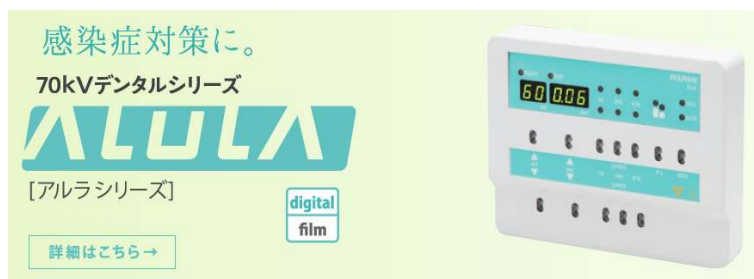 感染症対策に。
70kVデンタルシリーズ
ALULA
[アルラシリーズ]
digital
film
詳細はこちら→
ASAHI
60 0.06